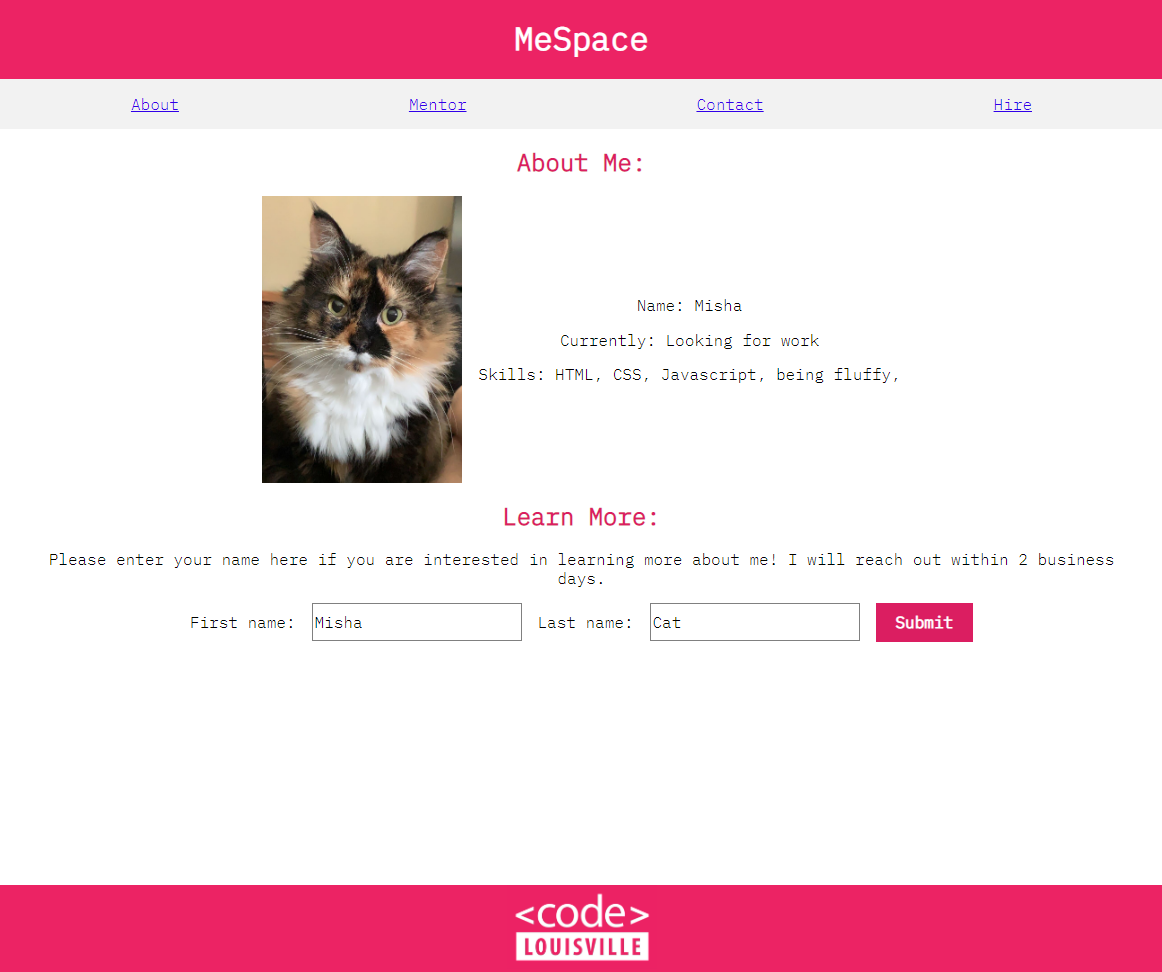 MeSpace
About Mentor Contact Hire
About Me:
Name: Misha
Currently: Looking for work
Skills: HTML, CSS, Javascript, being fluffy,
Learn More:
Please enter your name here if you are interested in learning more about me! I will reach out within 2 business
days.
First name: Misha Last name: Cat Submit
<code>
LOUISVILLE